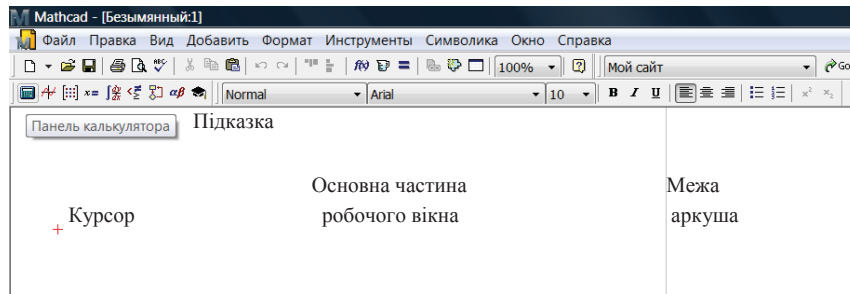 Mathcad - [Безымянный:1]
Файл Правка Вид Добавить Формат Инструменты Символика Окно Справка
100% Мой сайт Go
Normal Arial 10 B I U
Панель калькулятора Підказка
Основна частина Межа
Курсор робочого вікна аркуша